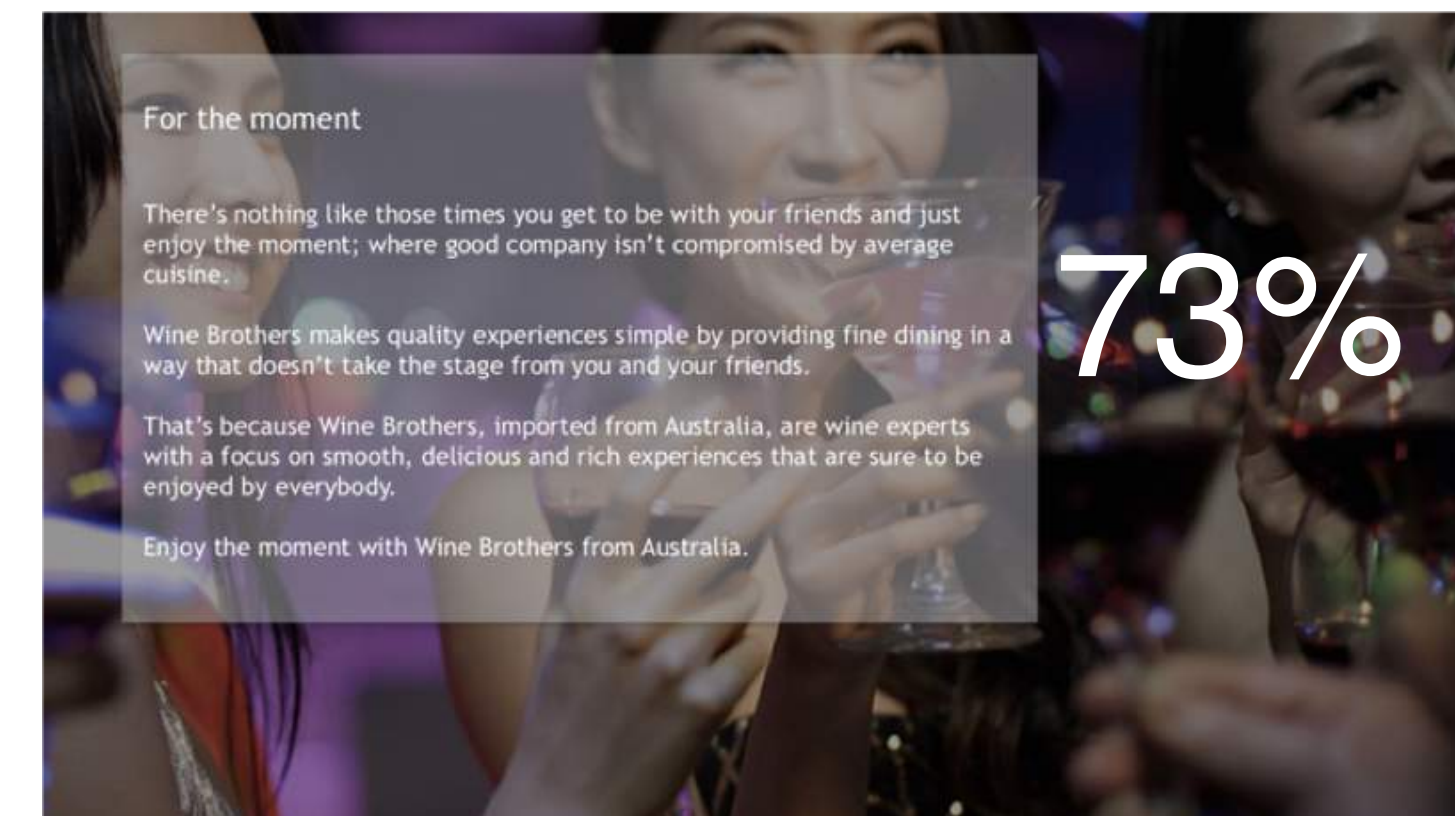 For the moment
There’s nothing like those times you get to be with your friends and just
enjoy the moment; where good company isn’t compromised by average
cuisine.
Wine Brothers makes quality experiences simple by providing fine dining in a
way that doesn’t take the stage from you and your friends.
That’s because Wine Brothers, imported from Australia, are wine experts
with a focus on smooth, delicious and rich experiences that are sure to be
enjoyed by everybody.
Enjoy the moment with Wine Brothers from Australia.
73%